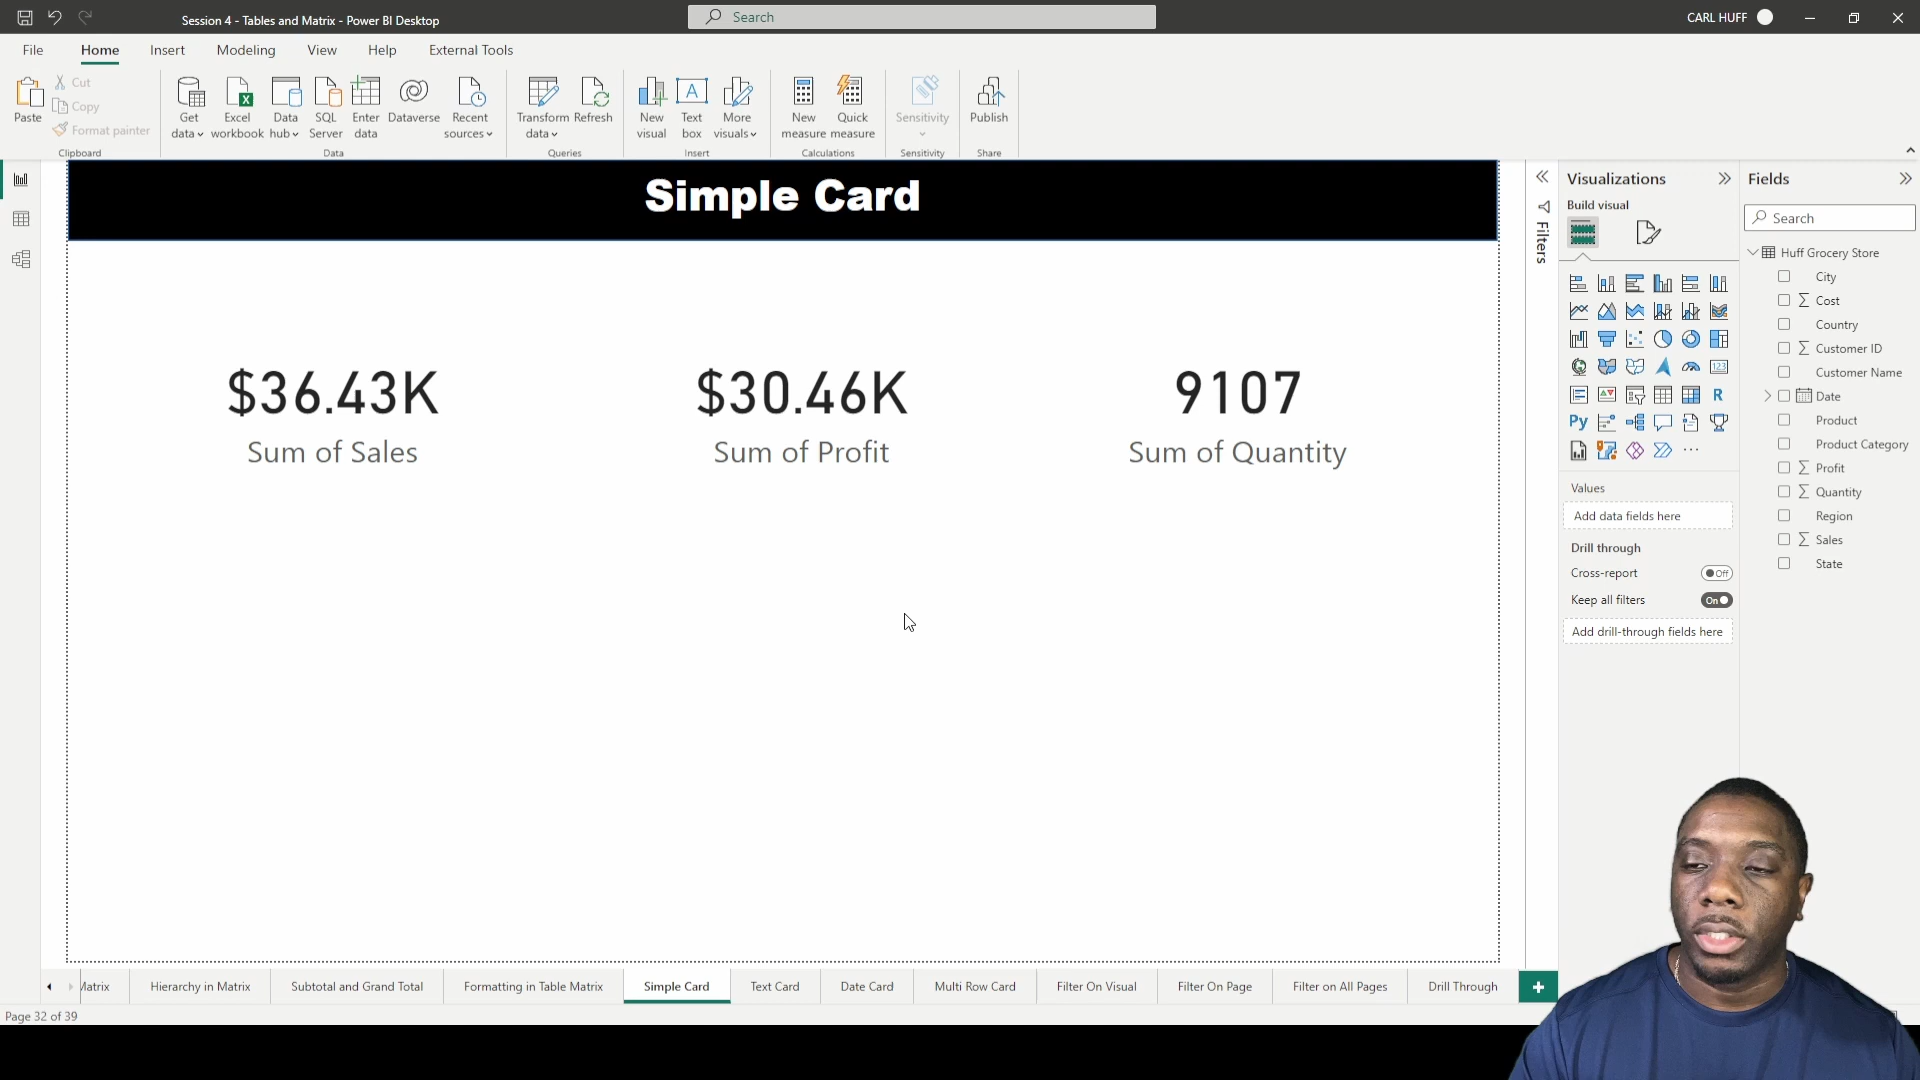 Session 4 - Tables and Matrix - Power BI Desktop
Search
CARL HUFF
File Home Insert Modeling View Help External Tools
Paste
Cut
Copy
Format painter
Clipboard
Get data
Excel workbook
Data hub
SQL Server
Enter data
Dataverse
Recent sources
Data
Transform data
Refresh
Queries
New visual
Text box
More visuals
Insert
New measure
Quick measure
Calculations
Sensitivity
Sensitivity
Publish
Share
Simple Card
$36.43K
Sum of Sales
$30.46K
Sum of Profit
9107
Sum of Quantity
Filters
Visualizations
Build visual
123
R
Py
Values
Add data fields here
Drill through
Cross-report
Off
Keep all filters
On
Add drill-through fields here
Fields
Search
Huff Grocery Store
City
Cost
Country
Customer ID
Customer Name
Date
Product
Product Category
Profit
Quantity
Region
Sales
State
Matrix
Hierarchy in Matrix
Subtotal and Grand Total
Formatting in Table Matrix
Simple Card
Text Card
Date Card
Multi Row Card
Filter On Visual
Filter On Page
Filter on All Pages
Drill Through
Page 32 of 39